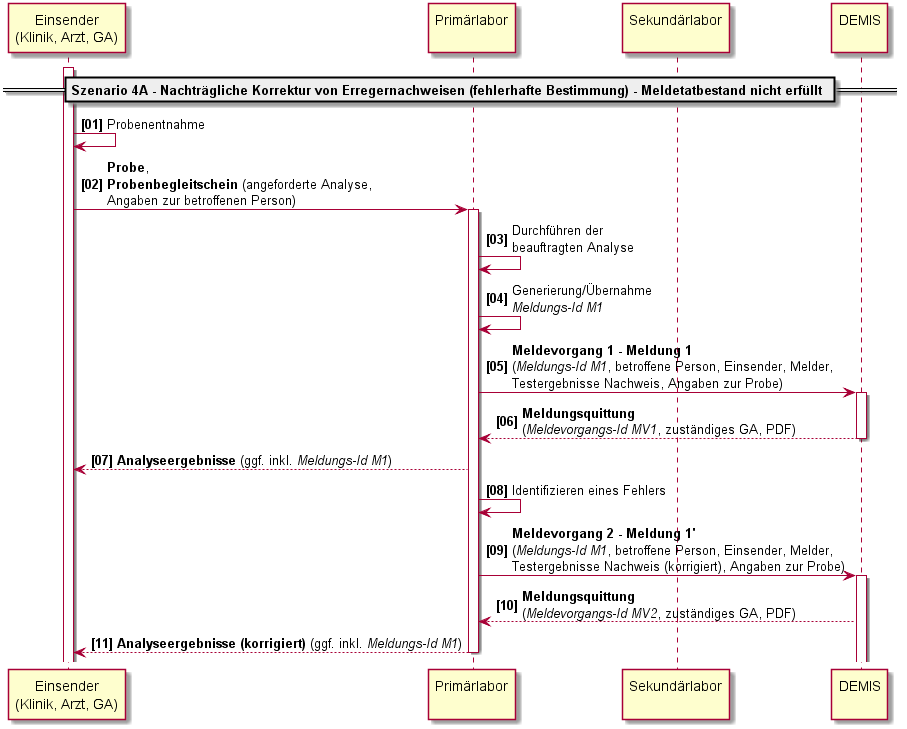 Einsender
(Klinik, Arzt, GA)
Primärlabor
Sekundärlabor
DEMIS
Szenario 4A - Nachträgliche Korrektur von Erregernachweisen (fehlerhafte Bestimmung) - Meldetatbestand nicht erfüllt
[01] Probenentnahme
Probe,
[02] Probenbegleitschein (angeforderte Analyse,
Angaben zur betroffenen Person)
Durchführen der
[03]
beauftragten Analyse
Generierung/Übernahme
[04]
Meldungs-Id M1
Meldevorgang 1 - Meldung 1
[05] (Meldungs-Id M1, betroffene Person, Einsender, Melder,
Testergebnisse Nachweis, Angaben zur Probe)
Meldungsquittung
[06]
(Meldevorgangs-Id MV1, zuständiges GA, PDF)
[07] Analyseergebnisse (ggf. inkl. Meldungs-Id M1)
[08] Identifizieren eines Fehlers
Meldevorgang 2 - Meldung 1'
[09] (Meldungs-Id M1, betroffene Person, Einsender, Melder,
Testergebnisse Nachweis (korrigiert), Angaben zur Probe)
Meldungsquittung
[10]
(Meldevorgangs-Id MV2, zuständiges GA, PDF)
[11] Analyseergebnisse (korrigiert) (ggf. inkl. Meldungs-Id M1)
Einsender
(Klinik, Arzt, GA)
Primärlabor
Sekundärlabor
DEMIS